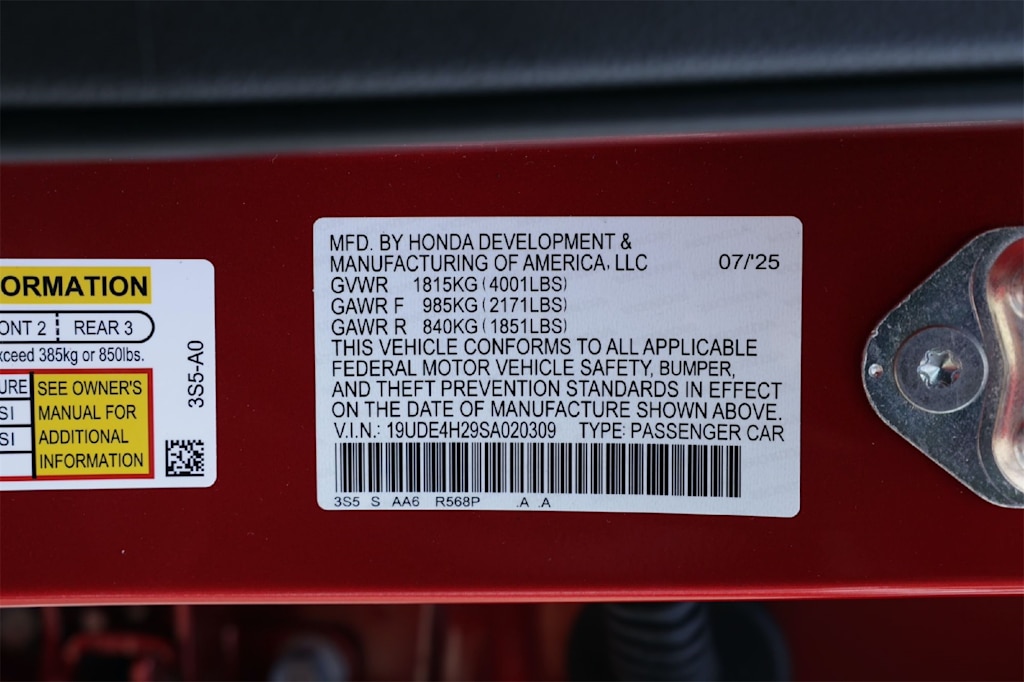 ORMATION
ONT 2 REAR 3
xceed 385kg or 850lbs.
URE SEE OWNER'S
SI MANUAL FOR
SI ADDITIONAL
INFORMATION
3S5-A0
MFD. BY HONDA DEVELOPMENT &
MANUFACTURING OF AMERICA, LLC 07/'25
GVWR 1815KG (4001LBS)
GAWR F 985KG (2171LBS)
GAWR R 840KG (1851LBS)
THIS VEHICLE CONFORMS TO ALL APPLICABLE
FEDERAL MOTOR VEHICLE SAFETY, BUMPER,
AND THEFT PREVENTION STANDARDS IN EFFECT
ON THE DATE OF MANUFACTURE SHOWN ABOVE.
V.I.N.: 19UDE4H29SA020309 TYPE: PASSENGER CAR
3S5 S AA6 R568P .A .A